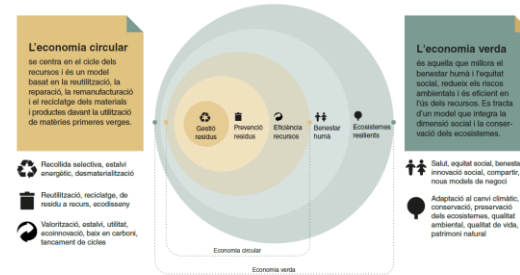 L'economia circular
se centra en el cicle dels
recursos i és un model
basat en la reutilització, la
reparació, la remanufacturació
i el reciclatge dels materials
i productes davant la utilització
de matèries primeres verges.
Recollida selectiva, estalvi
energètic, desmaterialització
Reutilització, reciclatge, de
residu a recurs, ecodisseny
Valorització, estalvi, utilitat,
ecoinnovació, baix en carboni,
tancament de cicles
Gestió
residus
Prevenció
residus
Eficiència
recursos
Benestar
humà
Ecosistemes
resilients
Economia circular
Economia verda
L'economia verda
és aquella que millora el
benestar humà i l'equitat
social, redueix els riscos
ambientals i és eficient en
l'ús dels recursos. Es tracta
d'un model que integra la
dimensió social i la conser-
vació dels ecosistemes.
Salut, equitat social, benestar
innovació social, compartir,
nous models de negoci
Adaptació al canvi climàtic,
conservació, preservació
dels ecosistemes, qualitat
ambiental, qualitat de vida,
patrimoni natural